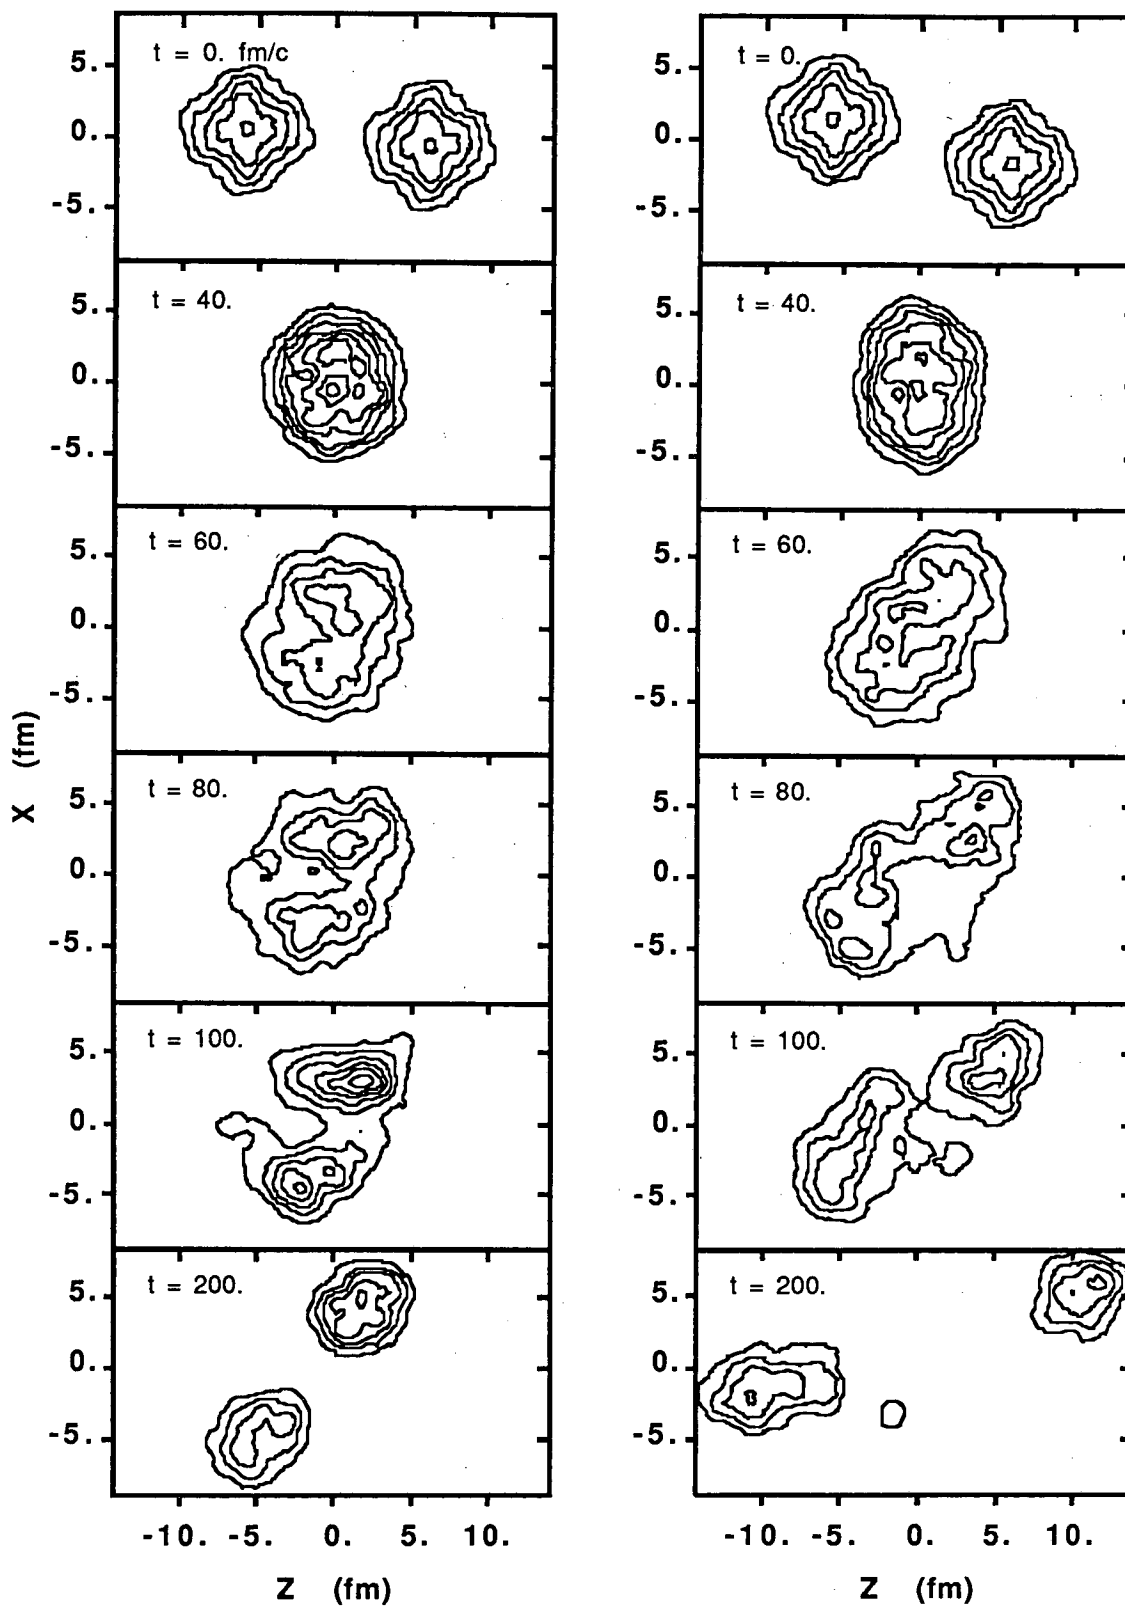 t = 0. fm/c
5.
0.
-5.
t = 40.
5.
0.
-5.
t = 60.
5.
0.
-5.
t = 80.
5.
0.
-5.
t = 100.
5.
0.
-5.
t = 200.
5.
0.
-5.
X (fm)
-10. -5. 0. 5. 10.
Z (fm)
t = 0.
5.
0.
-5.
t = 40.
5.
0.
-5.
t = 60.
5.
0.
-5.
t = 80.
5.
0.
-5.
t = 100.
5.
0.
-5.
t = 200.
5.
0.
-5.
-10. -5. 0. 5. 10.
Z (fm)